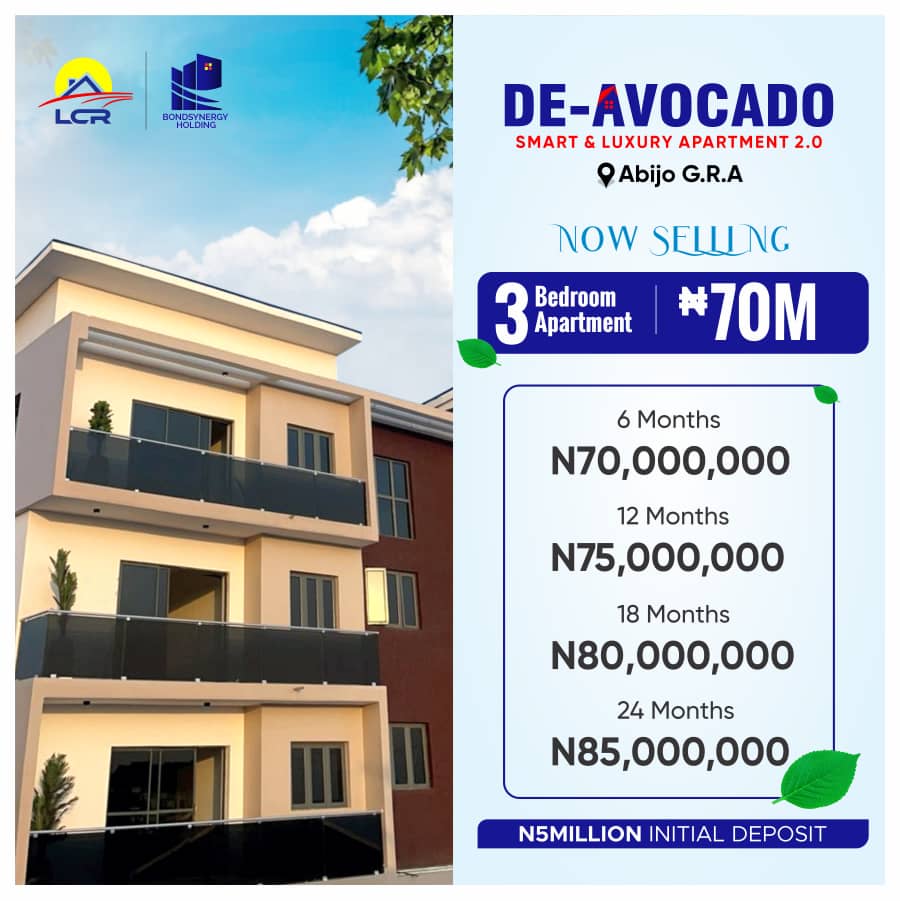 LCR
BONDSYNERGY
HOLDING
DE-AVOCADO
SMART & LUXURY APARTMENT 2.0
Abijo G.R.A
NOW SELLING
3 Bedroom
Apartment
₦70M
6 Months
N70,000,000
12 Months
N75,000,000
18 Months
N80,000,000
24 Months
N85,000,000
N5MILLION INITIAL DEPOSIT